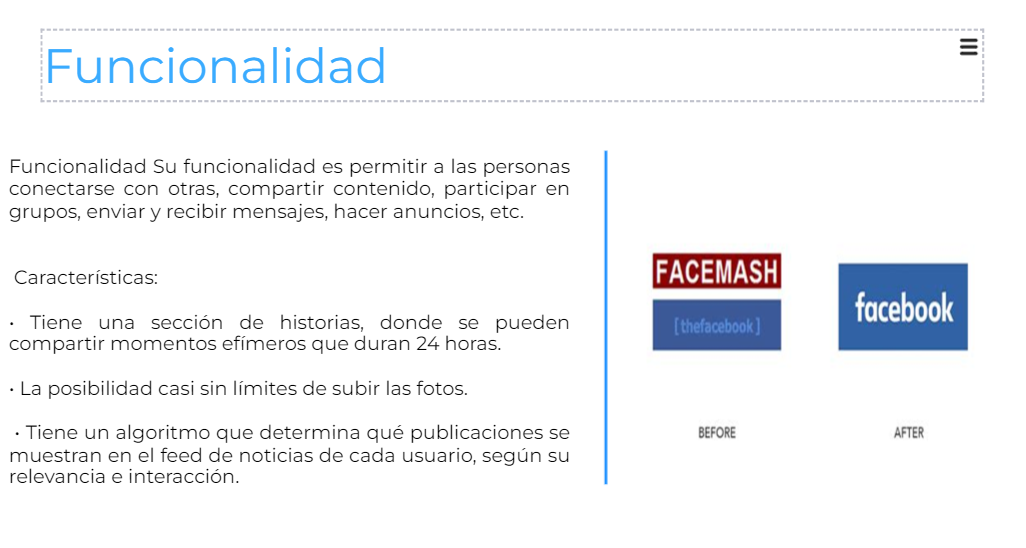 Funcionalidad
Funcionalidad Su funcionalidad es permitir a las personas
conectarse con otras, compartir contenido, participar en
grupos, enviar y recibir mensajes, hacer anuncios, etc.
Características:
• Tiene una sección de historias, donde se pueden
compartir momentos efímeros que duran 24 horas.
• La posibilidad casi sin límites de subir las fotos.
• Tiene un algoritmo que determina qué publicaciones se
muestran en el feed de noticias de cada usuario, según su
relevancia e interacción.
FACEMASH
[thefacebook]
facebook
BEFORE
AFTER